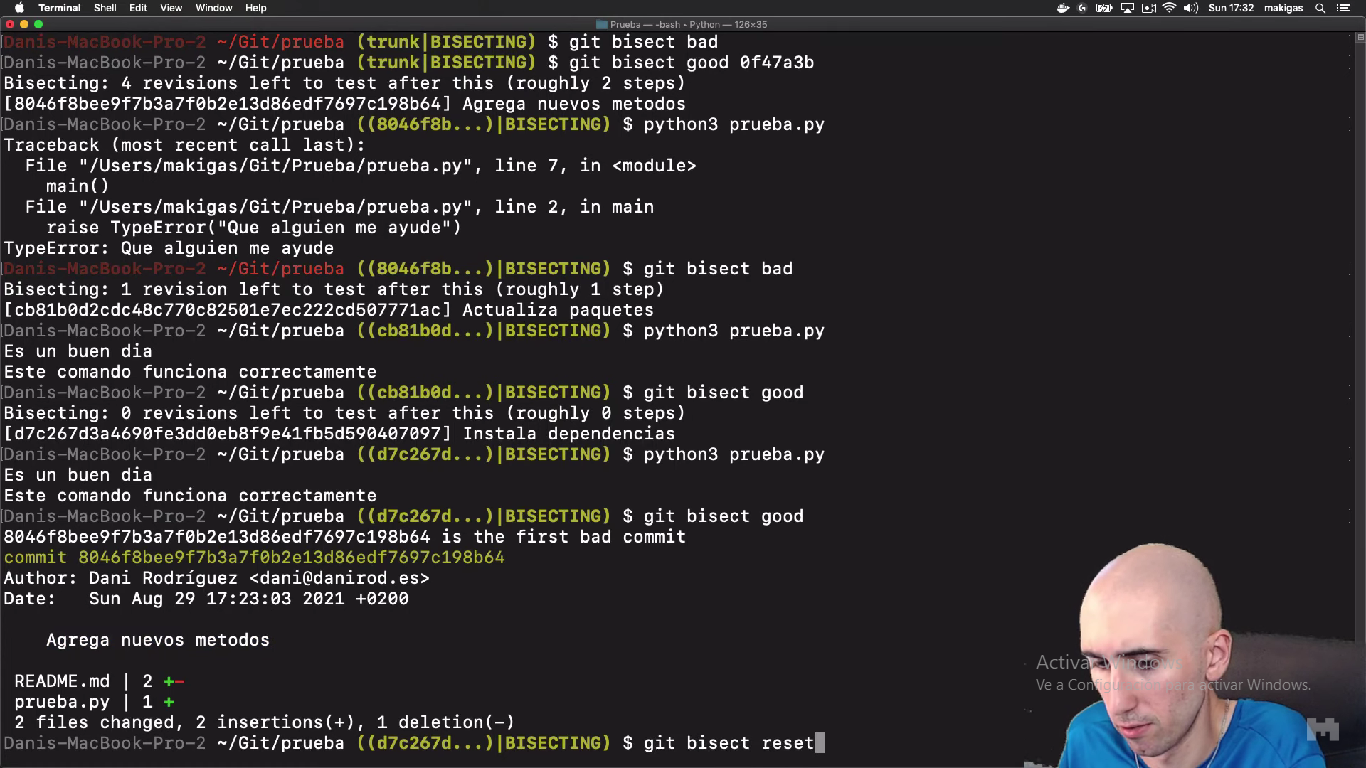 Terminal Shell Edit View Window Help Sun 17:32 makigas
Prueba — -bash • Python — 126×35
Danis-MacBook-Pro-2 ~/Git/prueba (trunk|BISECTING) $ git bisect bad
Danis-MacBook-Pro-2 ~/Git/prueba (trunk|BISECTING) $ git bisect good 0f47a3b
Bisecting: 4 revisions left to test after this (roughly 2 steps)
[8046f8bee9f7b3a7f0b2e13d86edf7697c198b64] Agrega nuevos metodos
Danis-MacBook-Pro-2 ~/Git/prueba ((8046f8b...)|BISECTING) $ python3 prueba.py
Traceback (most recent call last):
  File "/Users/makigas/Git/Prueba/prueba.py", line 7, in <module>
    main()
  File "/Users/makigas/Git/Prueba/prueba.py", line 2, in main
    raise TypeError("Que alguien me ayude")
TypeError: Que alguien me ayude
Danis-MacBook-Pro-2 ~/Git/prueba ((8046f8b...)|BISECTING) $ git bisect bad
Bisecting: 1 revision left to test after this (roughly 1 step)
[cb81b0d2cdc48c770c82501e7ec222cd507771ac] Actualiza paquetes
Danis-MacBook-Pro-2 ~/Git/prueba ((cb81b0d...)|BISECTING) $ python3 prueba.py
Es un buen dia
Este comando funciona correctamente
Danis-MacBook-Pro-2 ~/Git/prueba ((cb81b0d...)|BISECTING) $ git bisect good
Bisecting: 0 revisions left to test after this (roughly 0 steps)
[d7c267d3a4690fe3dd0eb8f9e41fb5d590407097] Instala dependencias
Danis-MacBook-Pro-2 ~/Git/prueba ((d7c267d...)|BISECTING) $ python3 prueba.py
Es un buen dia
Este comando funciona correctamente
Danis-MacBook-Pro-2 ~/Git/prueba ((d7c267d...)|BISECTING) $ git bisect good
8046f8bee9f7b3a7f0b2e13d86edf7697c198b64 is the first bad commit
commit 8046f8bee9f7b3a7f0b2e13d86edf7697c198b64
Author: Dani Rodríguez <dani@danirod.es>
Date:   Sun Aug 29 17:23:03 2021 +0200
    Agrega nuevos metodos
 README.md | 2 +-
 prueba.py | 1 +
 2 files changed, 2 insertions(+), 1 deletion(-)
Danis-MacBook-Pro-2 ~/Git/prueba ((d7c267d...)|BISECTING) $ git bisect reset
Ve a activar Windows.